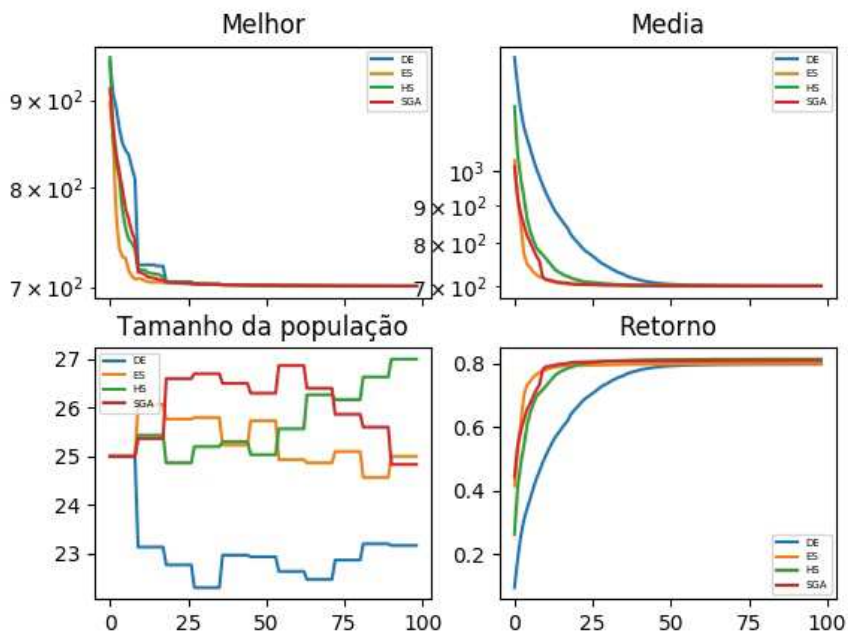 Melhor
DE
ES
HS
SGA
9 × 10²
8 × 10²
7 × 10²
Media
DE
ES
HS
SGA
10³
9 × 10²
8 × 10²
7 × 10²
Tamanho da população
DE
ES
HS
SGA
27
26
25
24
23
0
25
50
75
100
Retorno
0.8
0.6
0.4
0.2
DE
ES
HS
SGA
0
25
50
75
100